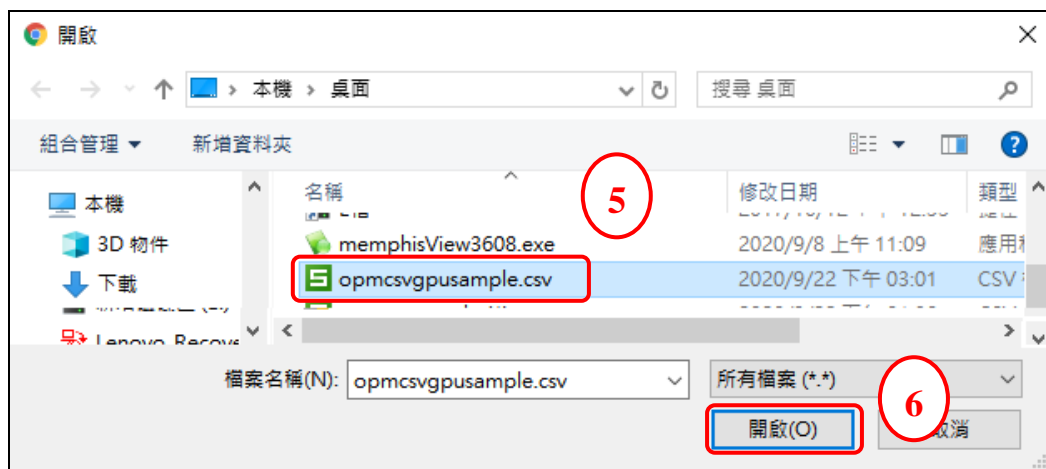 開啟
本機 › 桌面
搜尋 桌面
組合管理 新增資料夾
名稱 修改日期 類型
5
本機
3D 物件
下載
memphisView3608.exe 2020/9/8 上午 11:09
opmcsvgpusample.csv 2020/9/22 下午 03:01 CSV
Lenovo_Recove
檔案名稱(N): opmcsvgpusample.csv 所有檔案 (*.*)
6
開啟(O) 取消